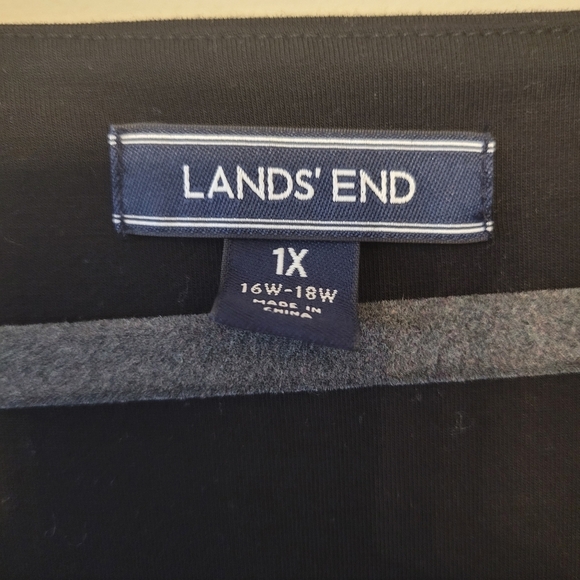 LANDS' END
1X
16W-18W
MADE IN
CHINA